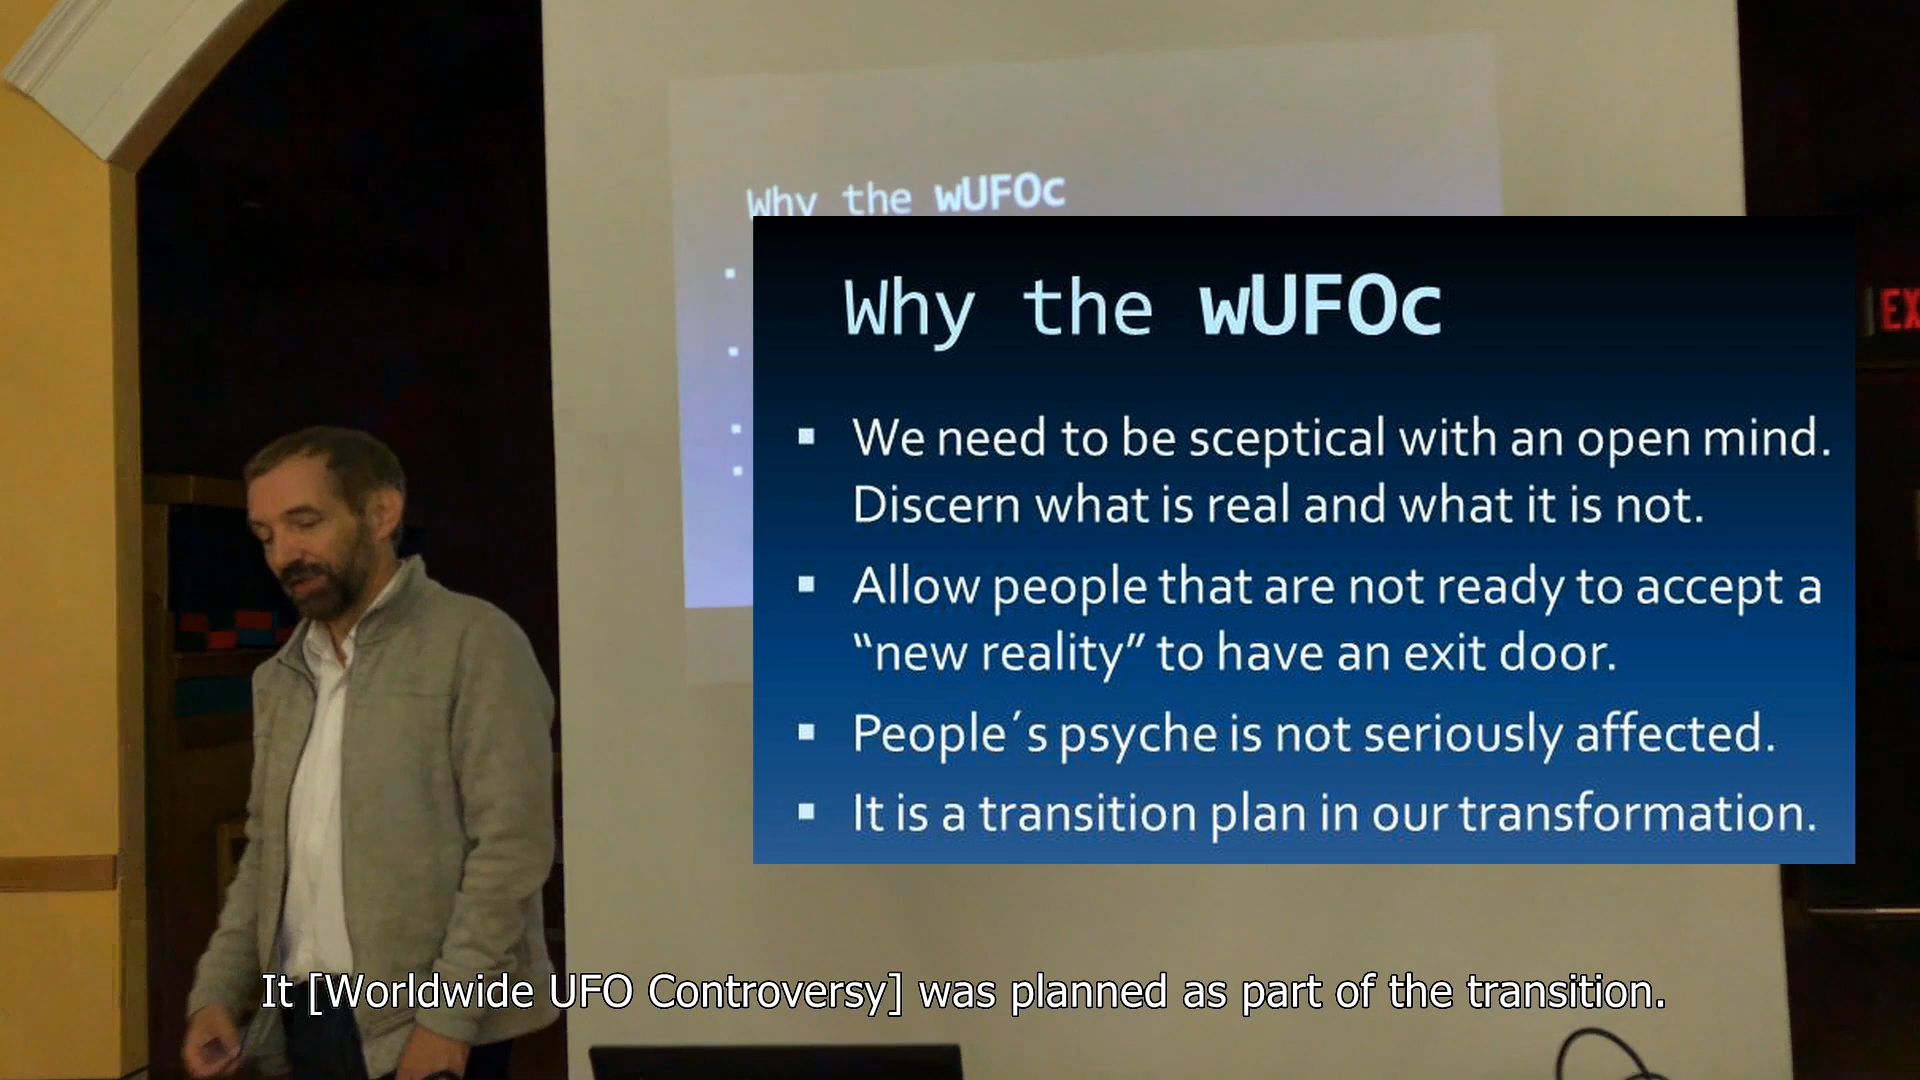 Why the wUFOc
Why the wUFOc
▪ We need to be sceptical with an open mind.
Discern what is real and what it is not.
▪ Allow people that are not ready to accept a
“new reality” to have an exit door.
▪ People´s psyche is not seriously affected.
▪ It is a transition plan in our transformation.
EX
It [Worldwide UFO Controversy] was planned as part of the transition.